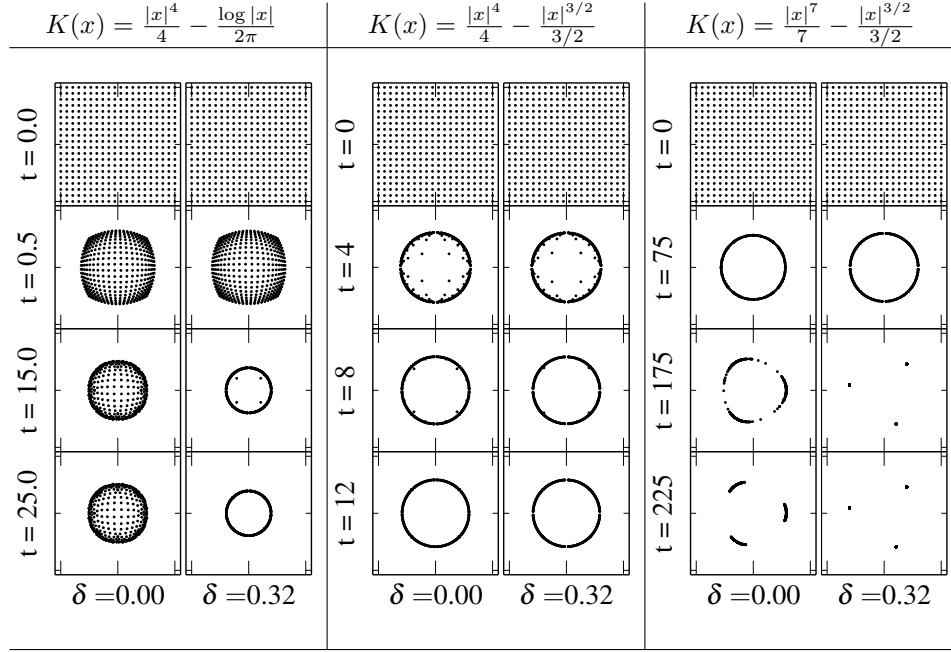 K(x) = |x|^4/4 − log |x|/2π
K(x) = |x|^4/4 − |x|^{3/2}/3/2
K(x) = |x|^7/7 − |x|^{3/2}/3/2
t = 0.0
t = 0.5
t = 15.0
t = 25.0
δ =0.00
δ =0.32
t = 0
t = 4
t = 8
t = 12
δ =0.00
δ =0.32
t = 0
t = 75
t = 175
t = 225
δ =0.00
δ =0.32